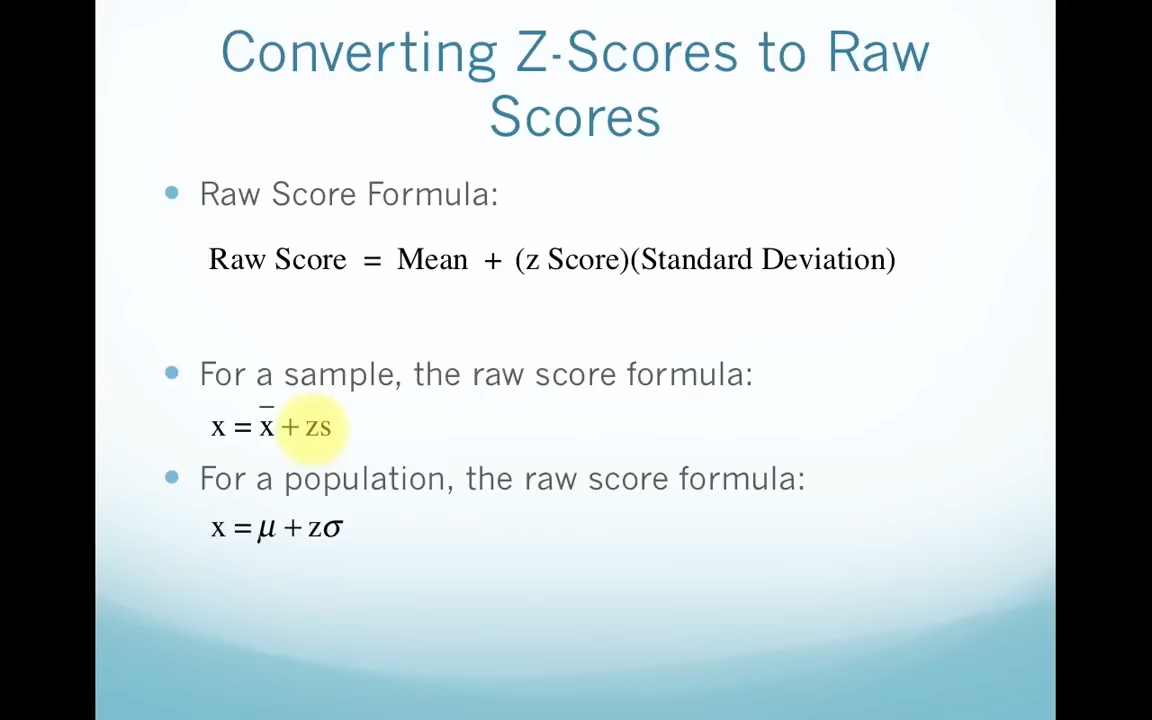 Converting Z-Scores to Raw
Scores
• Raw Score Formula:
Raw Score = Mean + (z Score)(Standard Deviation)
• For a sample, the raw score formula:
x = x̅ + zs
• For a population, the raw score formula:
x = μ + zσ